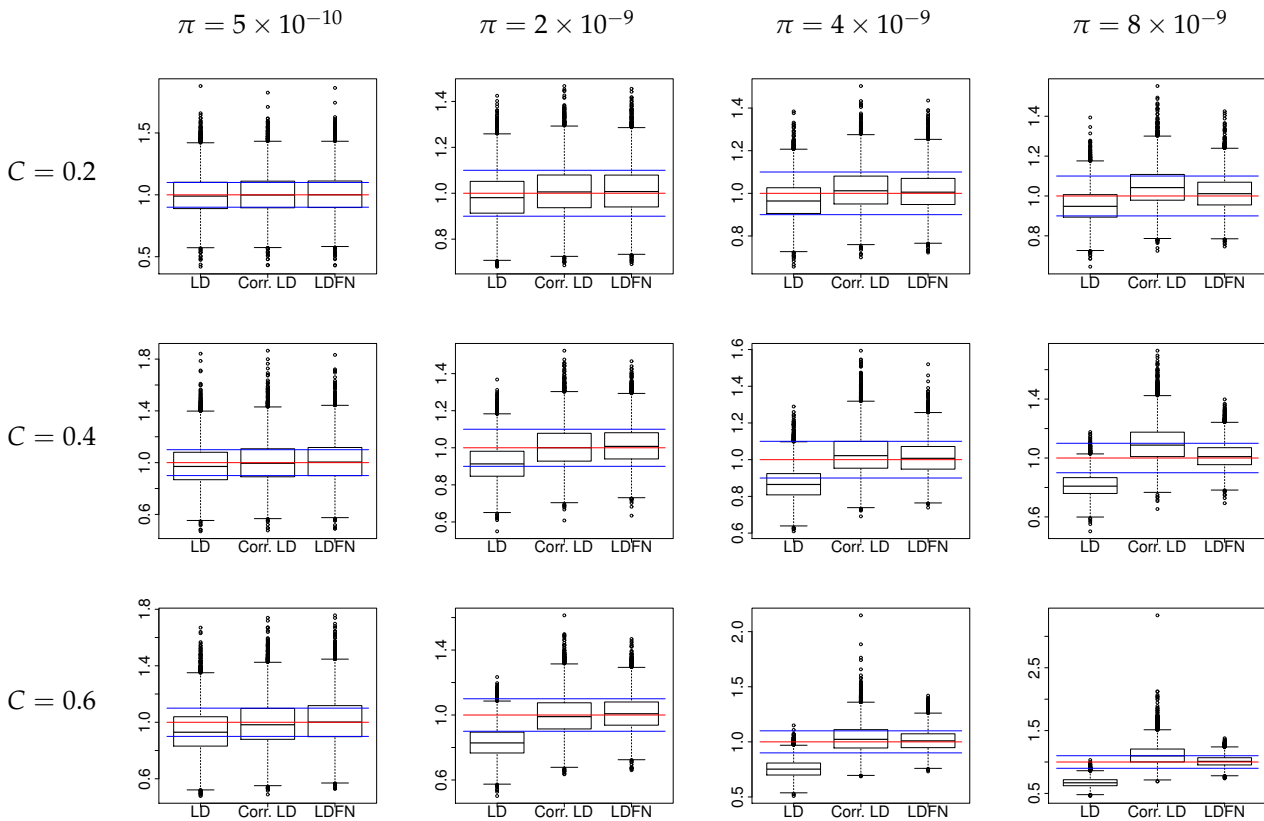 π = 5 × 10⁻¹⁰ π = 2 × 10⁻⁹ π = 4 × 10⁻⁹ π = 8 × 10⁻⁹
C = 0.2
0.5 1.0 1.5
LD Corr. LD LDFN
0.8 1.0 1.2 1.4
LD Corr. LD LDFN
0.8 1.0 1.2 1.4
LD Corr. LD LDFN
0.8 1.0 1.2 1.4
LD Corr. LD LDFN
C = 0.4
0.6 1.0 1.4 1.8
LD Corr. LD LDFN
0.6 0.8 1.0 1.2 1.4
LD Corr. LD LDFN
0.6 0.8 1.0 1.2 1.4 1.6
LD Corr. LD LDFN
0.6 1.0 1.4
LD Corr. LD LDFN
C = 0.6
0.6 1.0 1.4 1.8
LD Corr. LD LDFN
0.6 1.0 1.4
LD Corr. LD LDFN
0.5 1.0 1.5 2.0
LD Corr. LD LDFN
0.5 1.5 2.5
LD Corr. LD LDFN